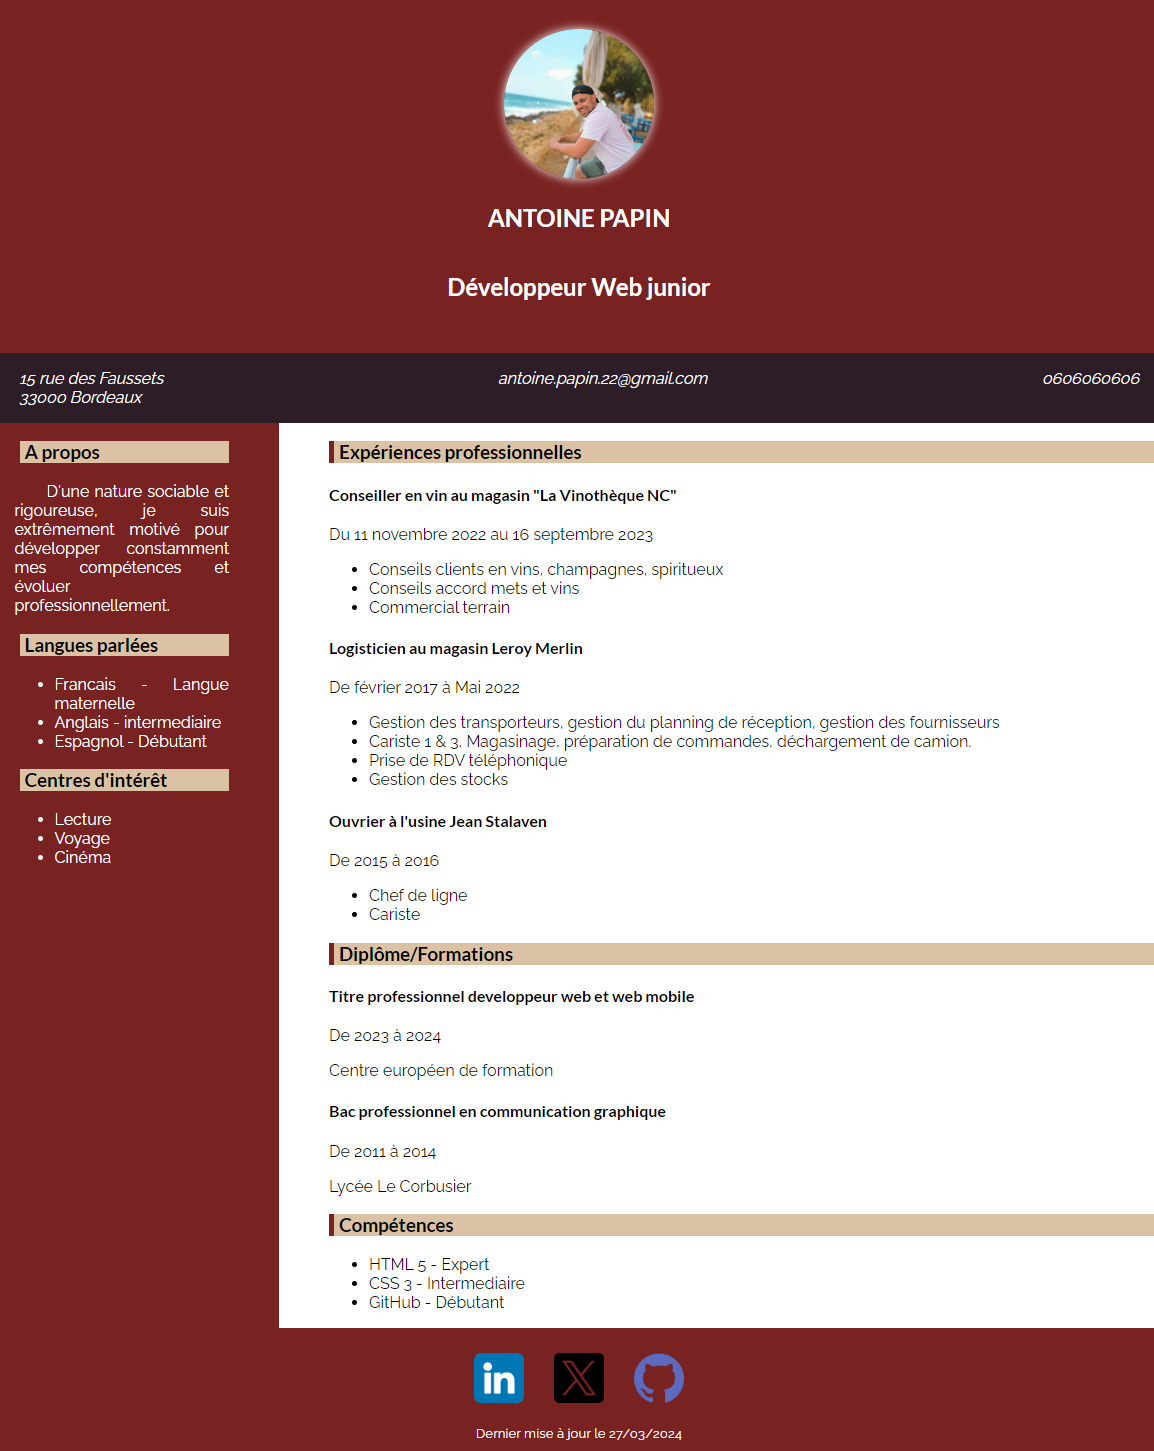 ANTOINE PAPIN
Développeur Web junior
15 rue des Faussets
33000 Bordeaux
antoine.papin.22@gmail.com
0606060606
A propos
D'une nature sociable et
rigoureuse, je suis
extrêmement motivé pour
développer constamment
mes compétences et
évoluer
professionnellement.
Langues parlées
Francais - Langue
maternelle
Anglais - intermediaire
Espagnol - Débutant
Centres d'intérêt
Lecture
Voyage
Cinéma
Expériences professionnelles
Conseiller en vin au magasin "La Vinothèque NC"
Du 11 novembre 2022 au 16 septembre 2023
Conseils clients en vins, champagnes, spiritueux
Conseils accord mets et vins
Commercial terrain
Logisticien au magasin Leroy Merlin
De février 2017 à Mai 2022
Gestion des transporteurs, gestion du planning de réception, gestion des fournisseurs
Cariste 1 & 3, Magasinage, préparation de commandes, déchargement de camion.
Prise de RDV téléphonique
Gestion des stocks
Ouvrier à l'usine Jean Stalaven
De 2015 à 2016
Chef de ligne
Cariste
Diplôme/Formations
Titre professionnel developpeur web et web mobile
De 2023 à 2024
Centre européen de formation
Bac professionnel en communication graphique
De 2011 à 2014
Lycée Le Corbusier
Compétences
HTML 5 - Expert
CSS 3 - Intermediaire
GitHub - Débutant
in X
Dernier mise à jour le 27/03/2024